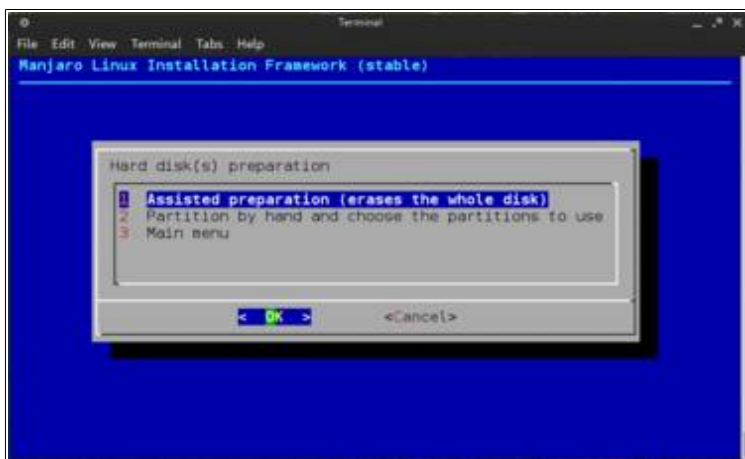 Terminal
File Edit View Terminal Tabs Help
Manjaro Linux Installation Framework (stable)
Hard disk(s) preparation
1 Assisted preparation (erases the whole disk)
2 Partition by hand and choose the partitions to use
3 Main menu
< OK > <Cancel>